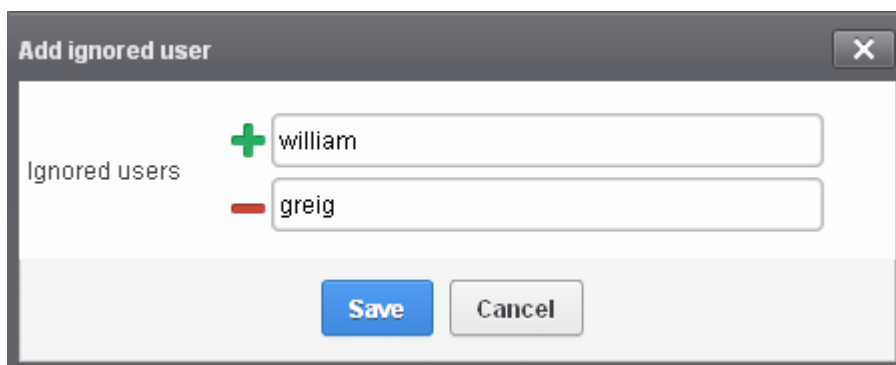 Add ignored user
william
Ignored users
greig
Save Cancel